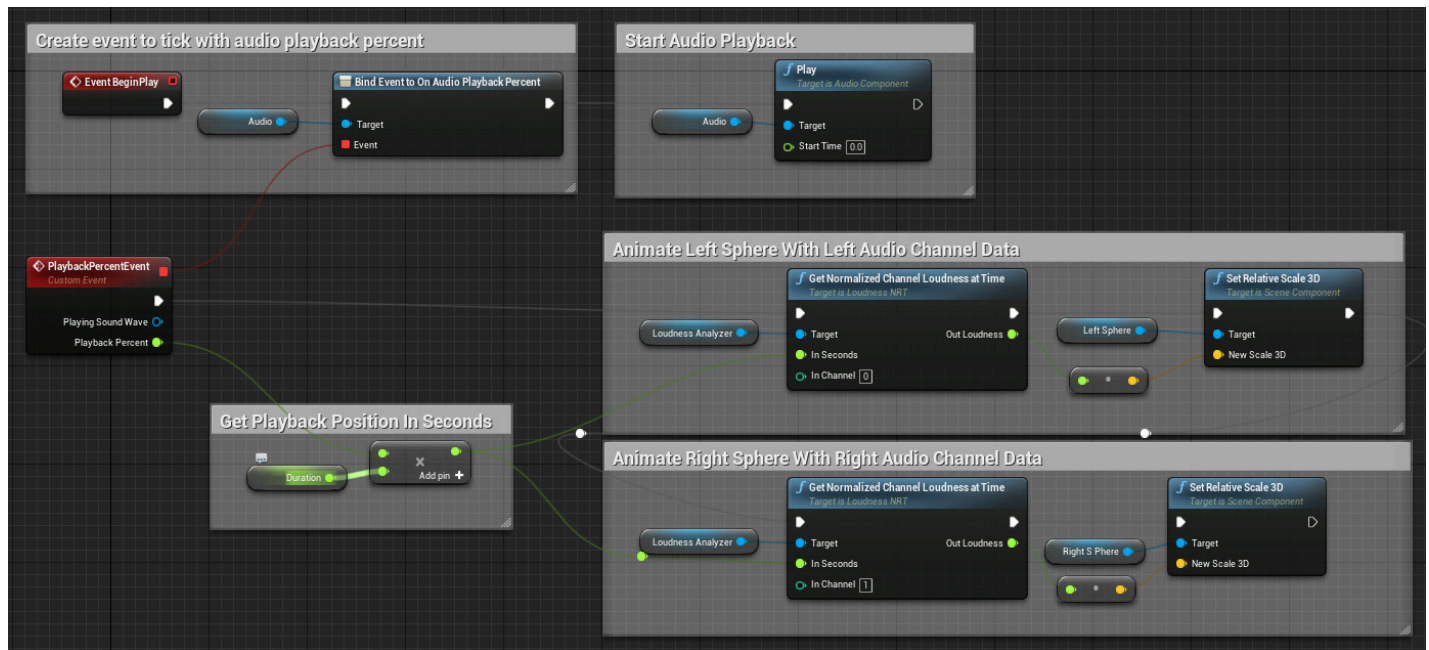 Create event to tick with audio playback percent
Event BeginPlay
Bind Event to On Audio Playback Percent
Audio
Target
Event
Start Audio Playback
Play
Target is Audio Component
Audio
Target
Start Time 0.0
PlaybackPercentEvent
Custom Event
Playing Sound Wave
Playback Percent
Get Playback Position In Seconds
Duration
×
Add pin +
Animate Left Sphere With Left Audio Channel Data
Get Normalized Channel Loudness at Time
Target is Loudness NRT
Loudness Analyzer
Target
Out Loudness
In Seconds
In Channel 0
Set Relative Scale 3D
Target is Scene Component
Left Sphere
Target
New Scale 3D
Animate Right Sphere With Right Audio Channel Data
Get Normalized Channel Loudness at Time
Target is Loudness NRT
Loudness Analyzer
Target
Out Loudness
In Seconds
In Channel 1
Set Relative Scale 3D
Target is Scene Component
Right S Phere
Target
New Scale 3D